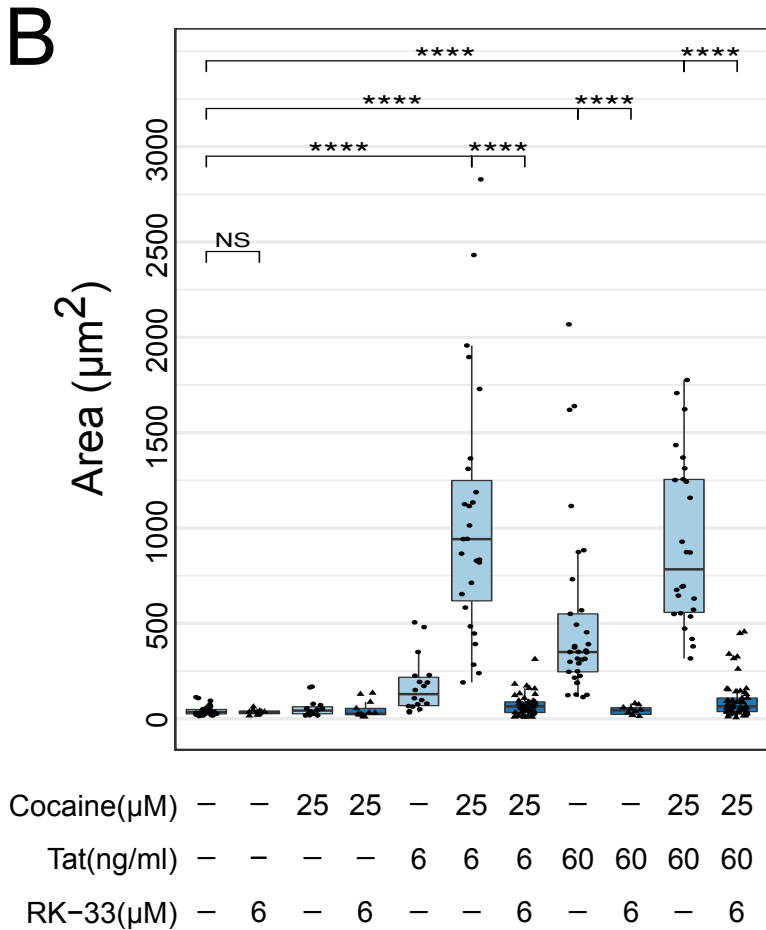 B
**** ****
**** ****
**** ****
NS
Area (µm²)
3000
2500
2000
1500
1000
500
0
Cocaine(µM) − − 25 25 − 25 25 − − 25 25
Tat(ng/ml) − − − − 6 6 6 60 60 60 60
RK−33(µM) − 6 − 6 − − 6 − 6 − 6